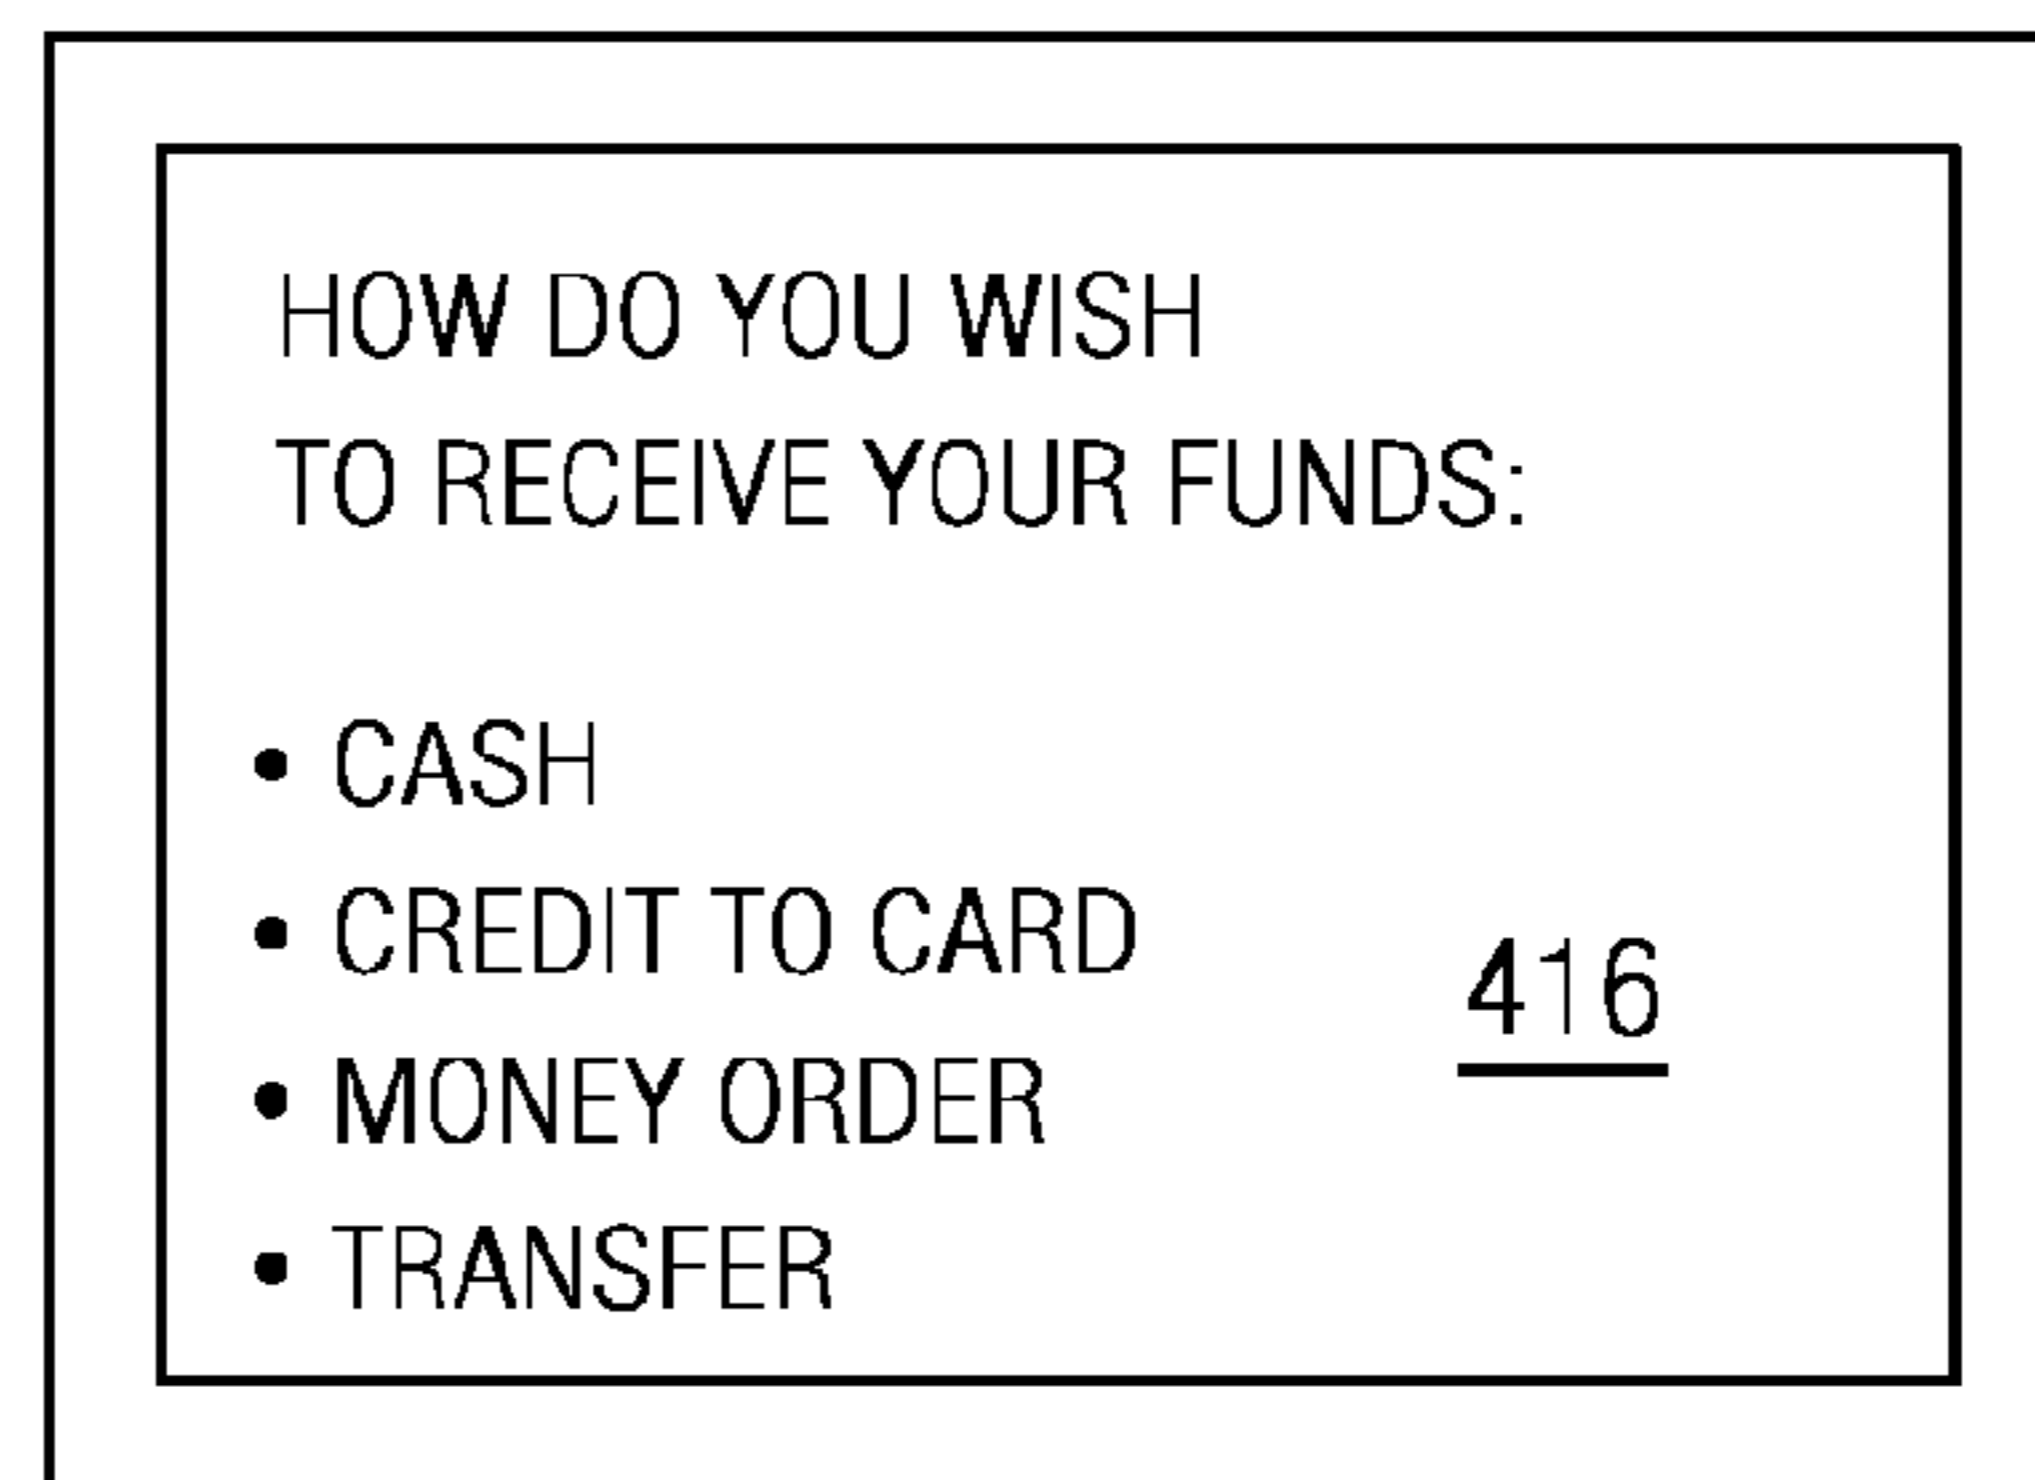 HOW DO YOU WISH
TO RECEIVE YOUR FUNDS:
• CASH
• CREDIT TO CARD
• MONEY ORDER
• TRANSFER
416